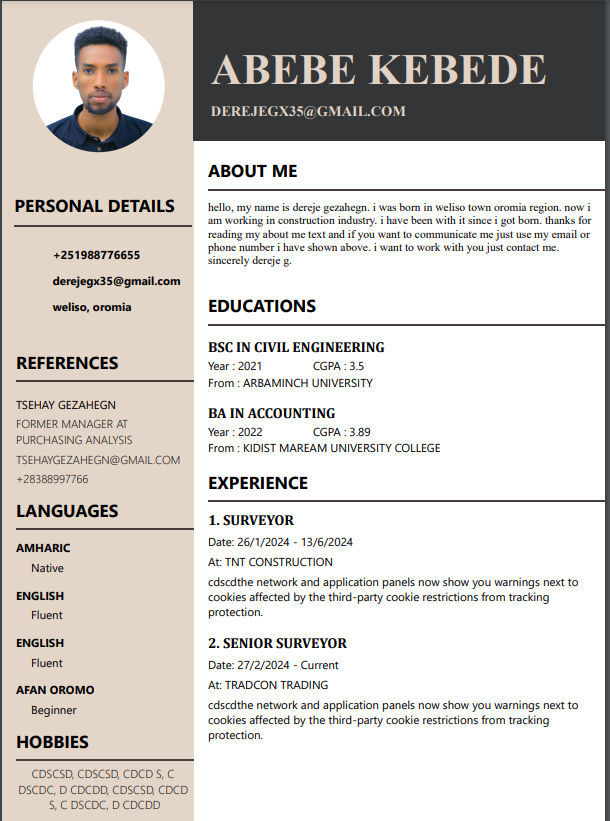 ABEBE KEBEDE
DEREJEGX35@GMAIL.COM
PERSONAL DETAILS
+251988776655
derejegx35@gmail.com
weliso, oromia
REFERENCES
TSEHAY GEZAHEGN
FORMER MANAGER AT
PURCHASING ANALYSIS
TSEHAYGEZAHEGN@GMAIL.COM
+28388997766
LANGUAGES
AMHARIC
Native
ENGLISH
Fluent
ENGLISH
Fluent
AFAN OROMO
Beginner
HOBBIES
CDSCSD, CDSCSD, CDCD S, C
DSCDC, D CDCDD, CDSCSD, CDCD
S, C DSCDC, D CDCDD
ABOUT ME
hello, my name is dereje gezahegn. i was born in weliso town oromia region. now i
am working in construction industry. i have been with it since i got born. thanks for
reading my about me text and if you want to communicate me just use my email or
phone number i have shown above. i want to work with you just contact me.
sincerely dereje g.
EDUCATIONS
BSC IN CIVIL ENGINEERING
Year : 2021 CGPA : 3.5
From : ARBAMINCH UNIVERSITY
BA IN ACCOUNTING
Year : 2022 CGPA : 3.89
From : KIDIST MAREAM UNIVERSITY COLLEGE
EXPERIENCE
1. SURVEYOR
Date: 26/1/2024 - 13/6/2024
At: TNT CONSTRUCTION
cdscdthe network and application panels now show you warnings next to
cookies affected by the third-party cookie restrictions from tracking
protection.
2. SENIOR SURVEYOR
Date: 27/2/2024 - Current
At: TRADCON TRADING
cdscdthe network and application panels now show you warnings next to
cookies affected by the third-party cookie restrictions from tracking
protection.